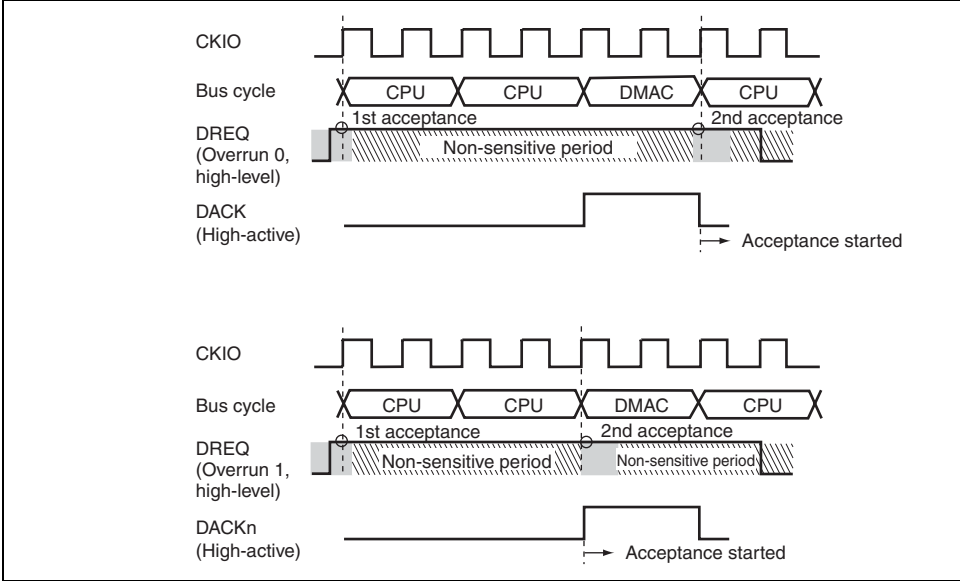 CKIO
Bus cycle CPU CPU DMAC CPU
1st acceptance 2nd acceptance
DREQ
(Overrun 0,
high-level)
Non-sensitive period
DACK
(High-active)
Acceptance started
CKIO
Bus cycle CPU CPU DMAC CPU
1st acceptance 2nd acceptance
DREQ
(Overrun 1,
high-level)
Non-sensitive period Non-sensitive period
DACKn
(High-active)
Acceptance started